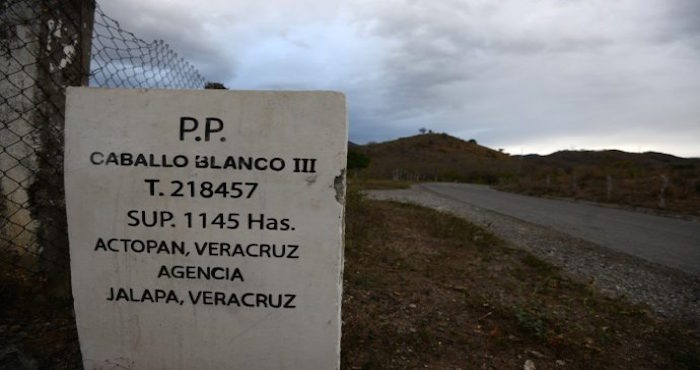 P.P.
CABALLO BLANCO III
T. 218457
SUP. 1145 Has.
ACTOPAN, VERACRUZ
AGENCIA
JALAPA, VERACRUZ